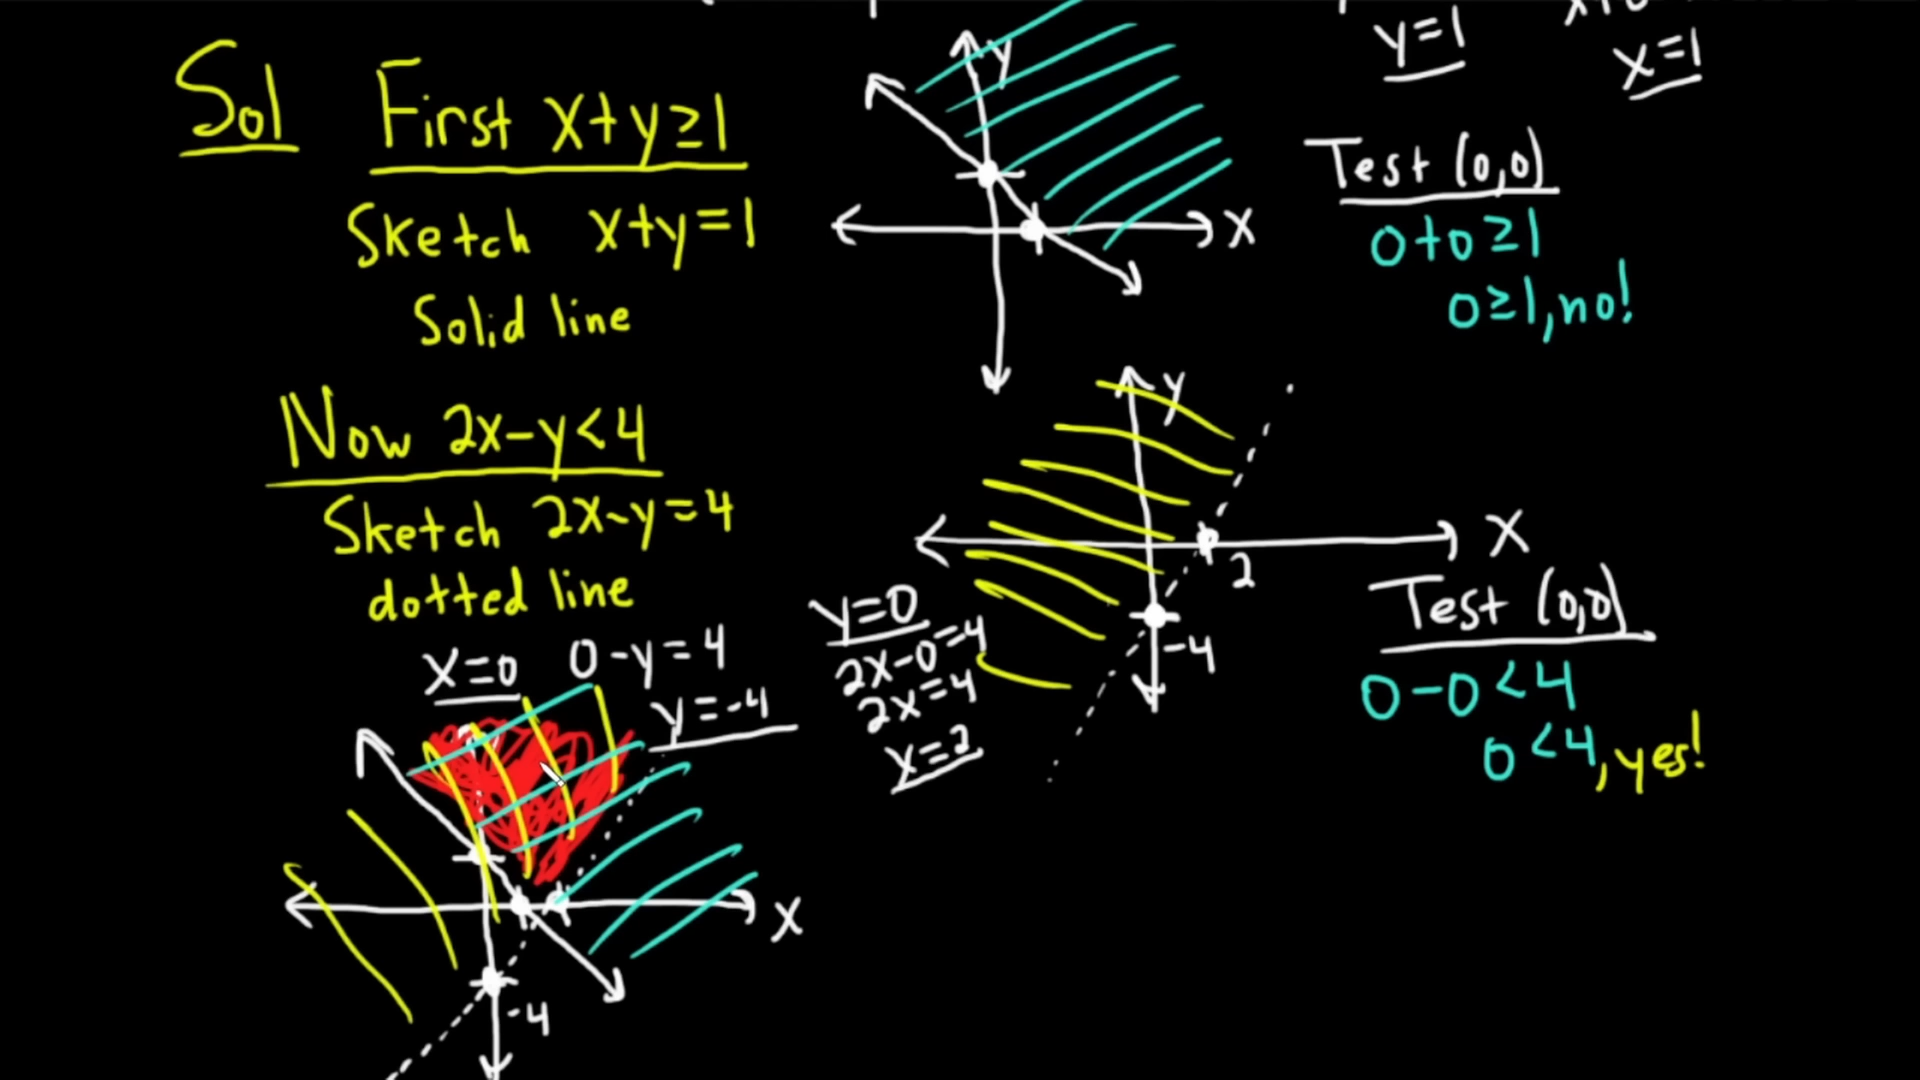 Sol First x+y≥1
Sketch x+y=1
Solid line
y
x
y=1
x=1
Test (0,0)
0+0≥1
0≥1, no!
Now 2x-y<4
Sketch 2x-y=4
dotted line
x=0 0-y=4
y=-4
y=0
2x-0=4
2x=4
x=2
y
x
2
-4
Test (0,0)
0-0<4
0<4, yes!
x
-4